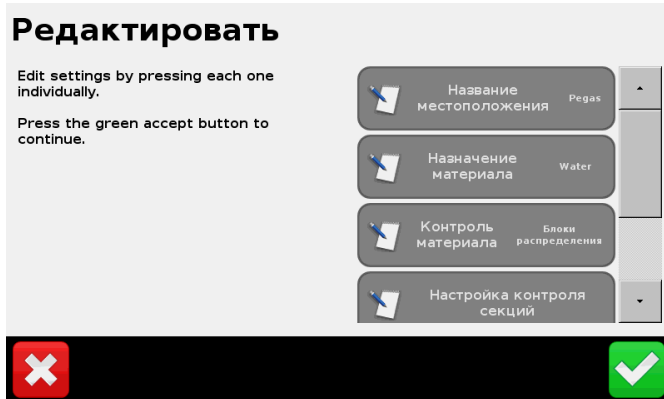 Редактировать
Edit settings by pressing each one
individually.
Press the green accept button to
continue.
Название
местоположения
Pegas
Назначение
материала
Water
Контроль
материала
Блоки
распределения
Настройка контроля
секций